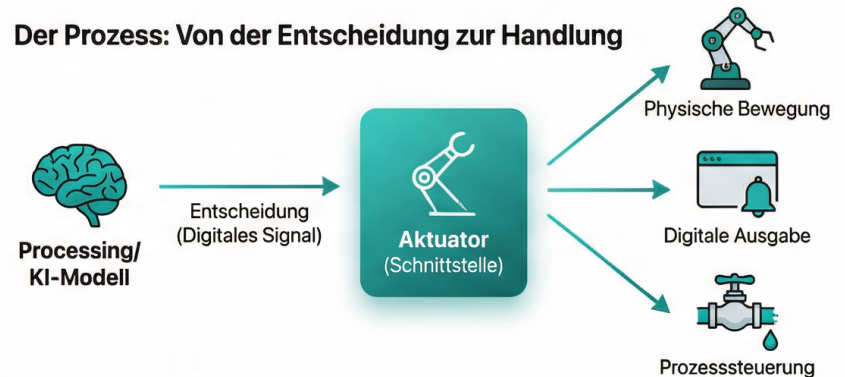 Der Prozess: Von der Entscheidung zur Handlung
Physische Bewegung
Entscheidung
(Digitales Signal)
Processing/
KI-Modell
Aktuator
(Schnittstelle)
Digitale Ausgabe
Prozesssteuerung